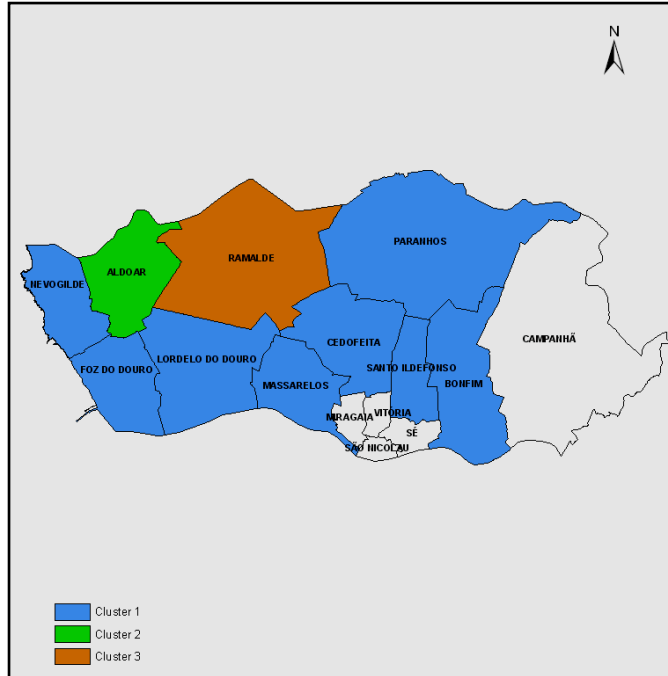 N
PARANHOS
RAMALDE
ALDOAR
NEVOGILDE
CAMPANHÃ
CEDOFEITA
LORDELO DO DOURO
FOZ DO DOURO
SANTO ILDEFONSO
MASSARELOS
BONFIM
VITÓRIA
MIRAGAIA
SÉ
SÃO NICOLAU
Cluster 1
Cluster 2
Cluster 3